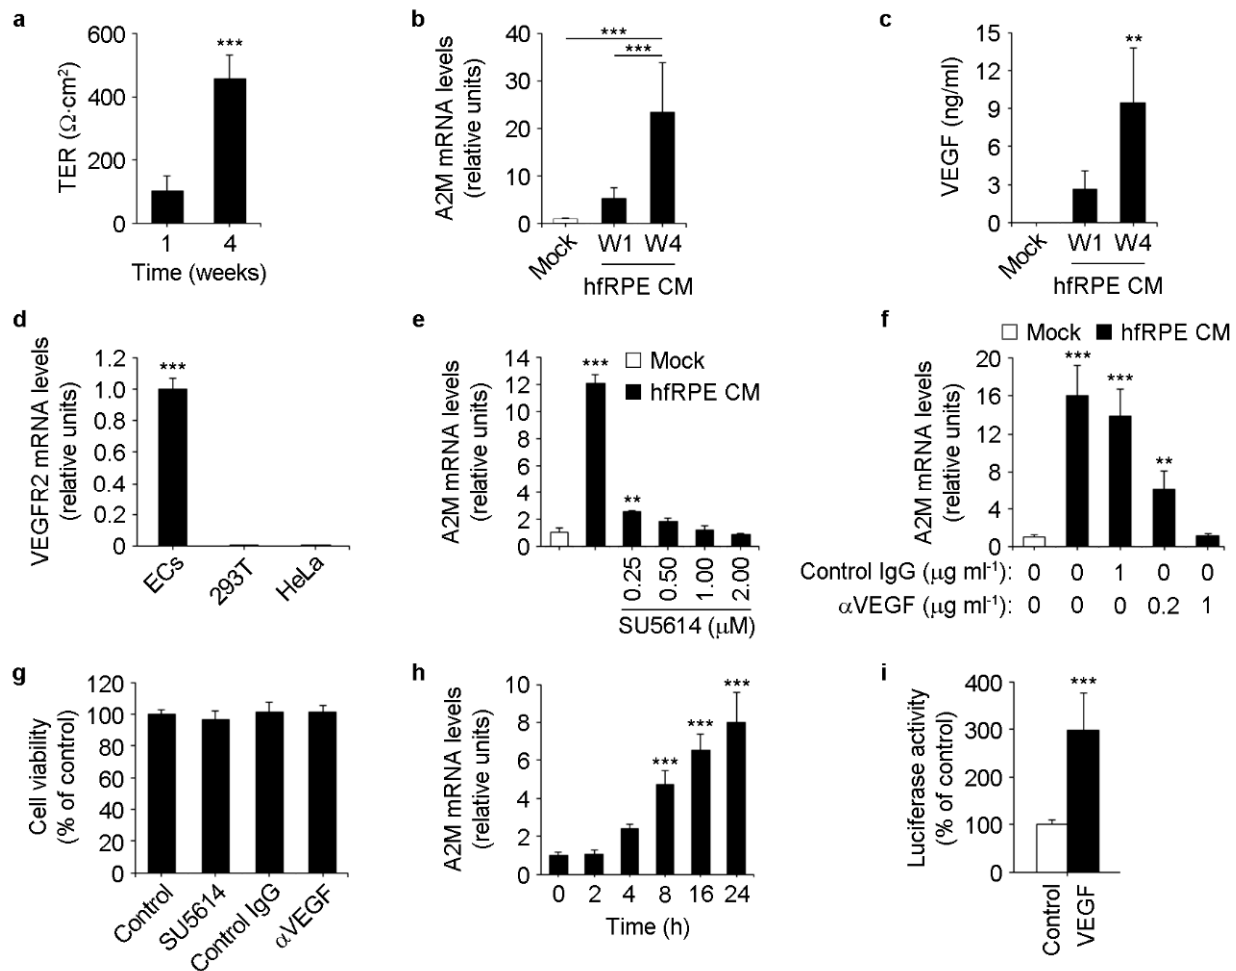 a
TER (Ω·cm²)
600
400
200
0
***
1 4
Time (weeks)
b
A2M mRNA levels
(relative units)
40
30
20
10
0
***
***
Mock W1 W4
hfRPE CM
c
VEGF (ng/ml)
15
12
9
6
3
0
**
Mock W1 W4
hfRPE CM
d
VEGFR2 mRNA levels
(relative units)
1.2
1.0
0.8
0.6
0.4
0.2
0
***
ECs 293T HeLa
e
A2M mRNA levels
(relative units)
14
12
10
8
6
4
2
0
Mock
hfRPE CM
***
**
0.25 0.50 1.00 2.00
SU5614 (μM)
f
Mock hfRPE CM
A2M mRNA levels
(relative units)
20
16
12
8
4
0
***
***
**
Control IgG (μg ml⁻¹): 0 0 1 0 0
αVEGF (μg ml⁻¹): 0 0 0 0.2 1
g
Cell viability
(% of control)
120
100
80
60
40
20
0
Control SU5614 Control IgG αVEGF
h
A2M mRNA levels
(relative units)
10
8
6
4
2
0
*** *** ***
0 2 4 8 16 24
Time (h)
i
Luciferase activity
(% of control)
400
300
200
100
0
***
Control VEGF